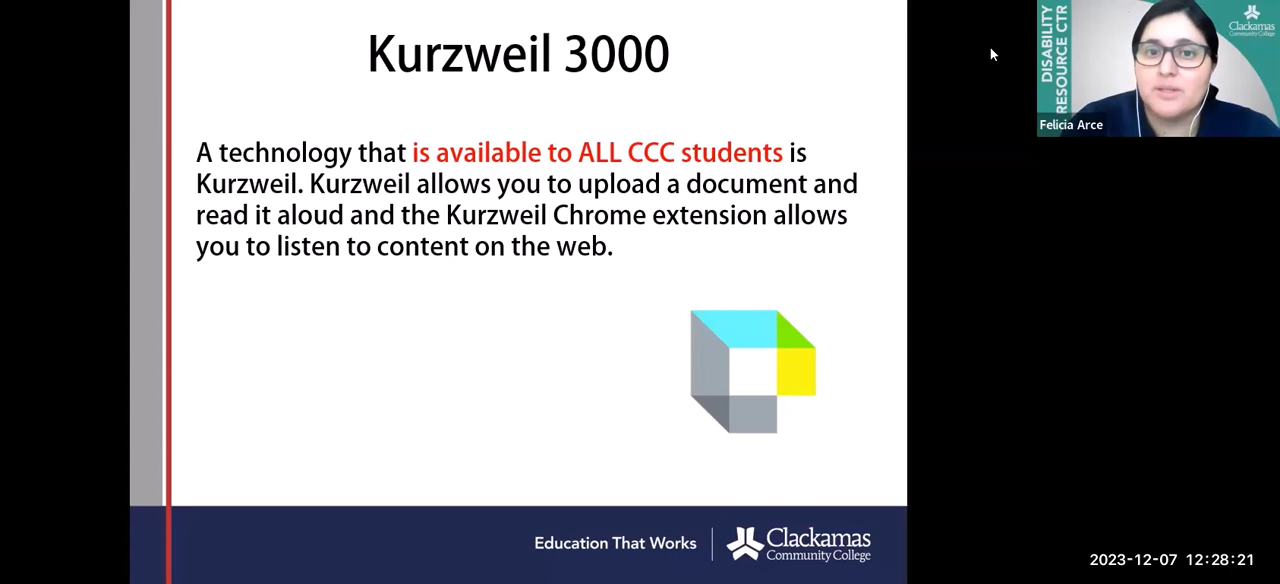 Kurzweil 3000
A technology that is available to ALL CCC students is
Kurzweil. Kurzweil allows you to upload a document and
read it aloud and the Kurzweil Chrome extension allows
you to listen to content on the web.
Education That Works
Clackamas
Community College
DISABILITY
RESOURCE CTR
Clackamas
Community College
Felicia Arce
2023-12-07 12:28:21